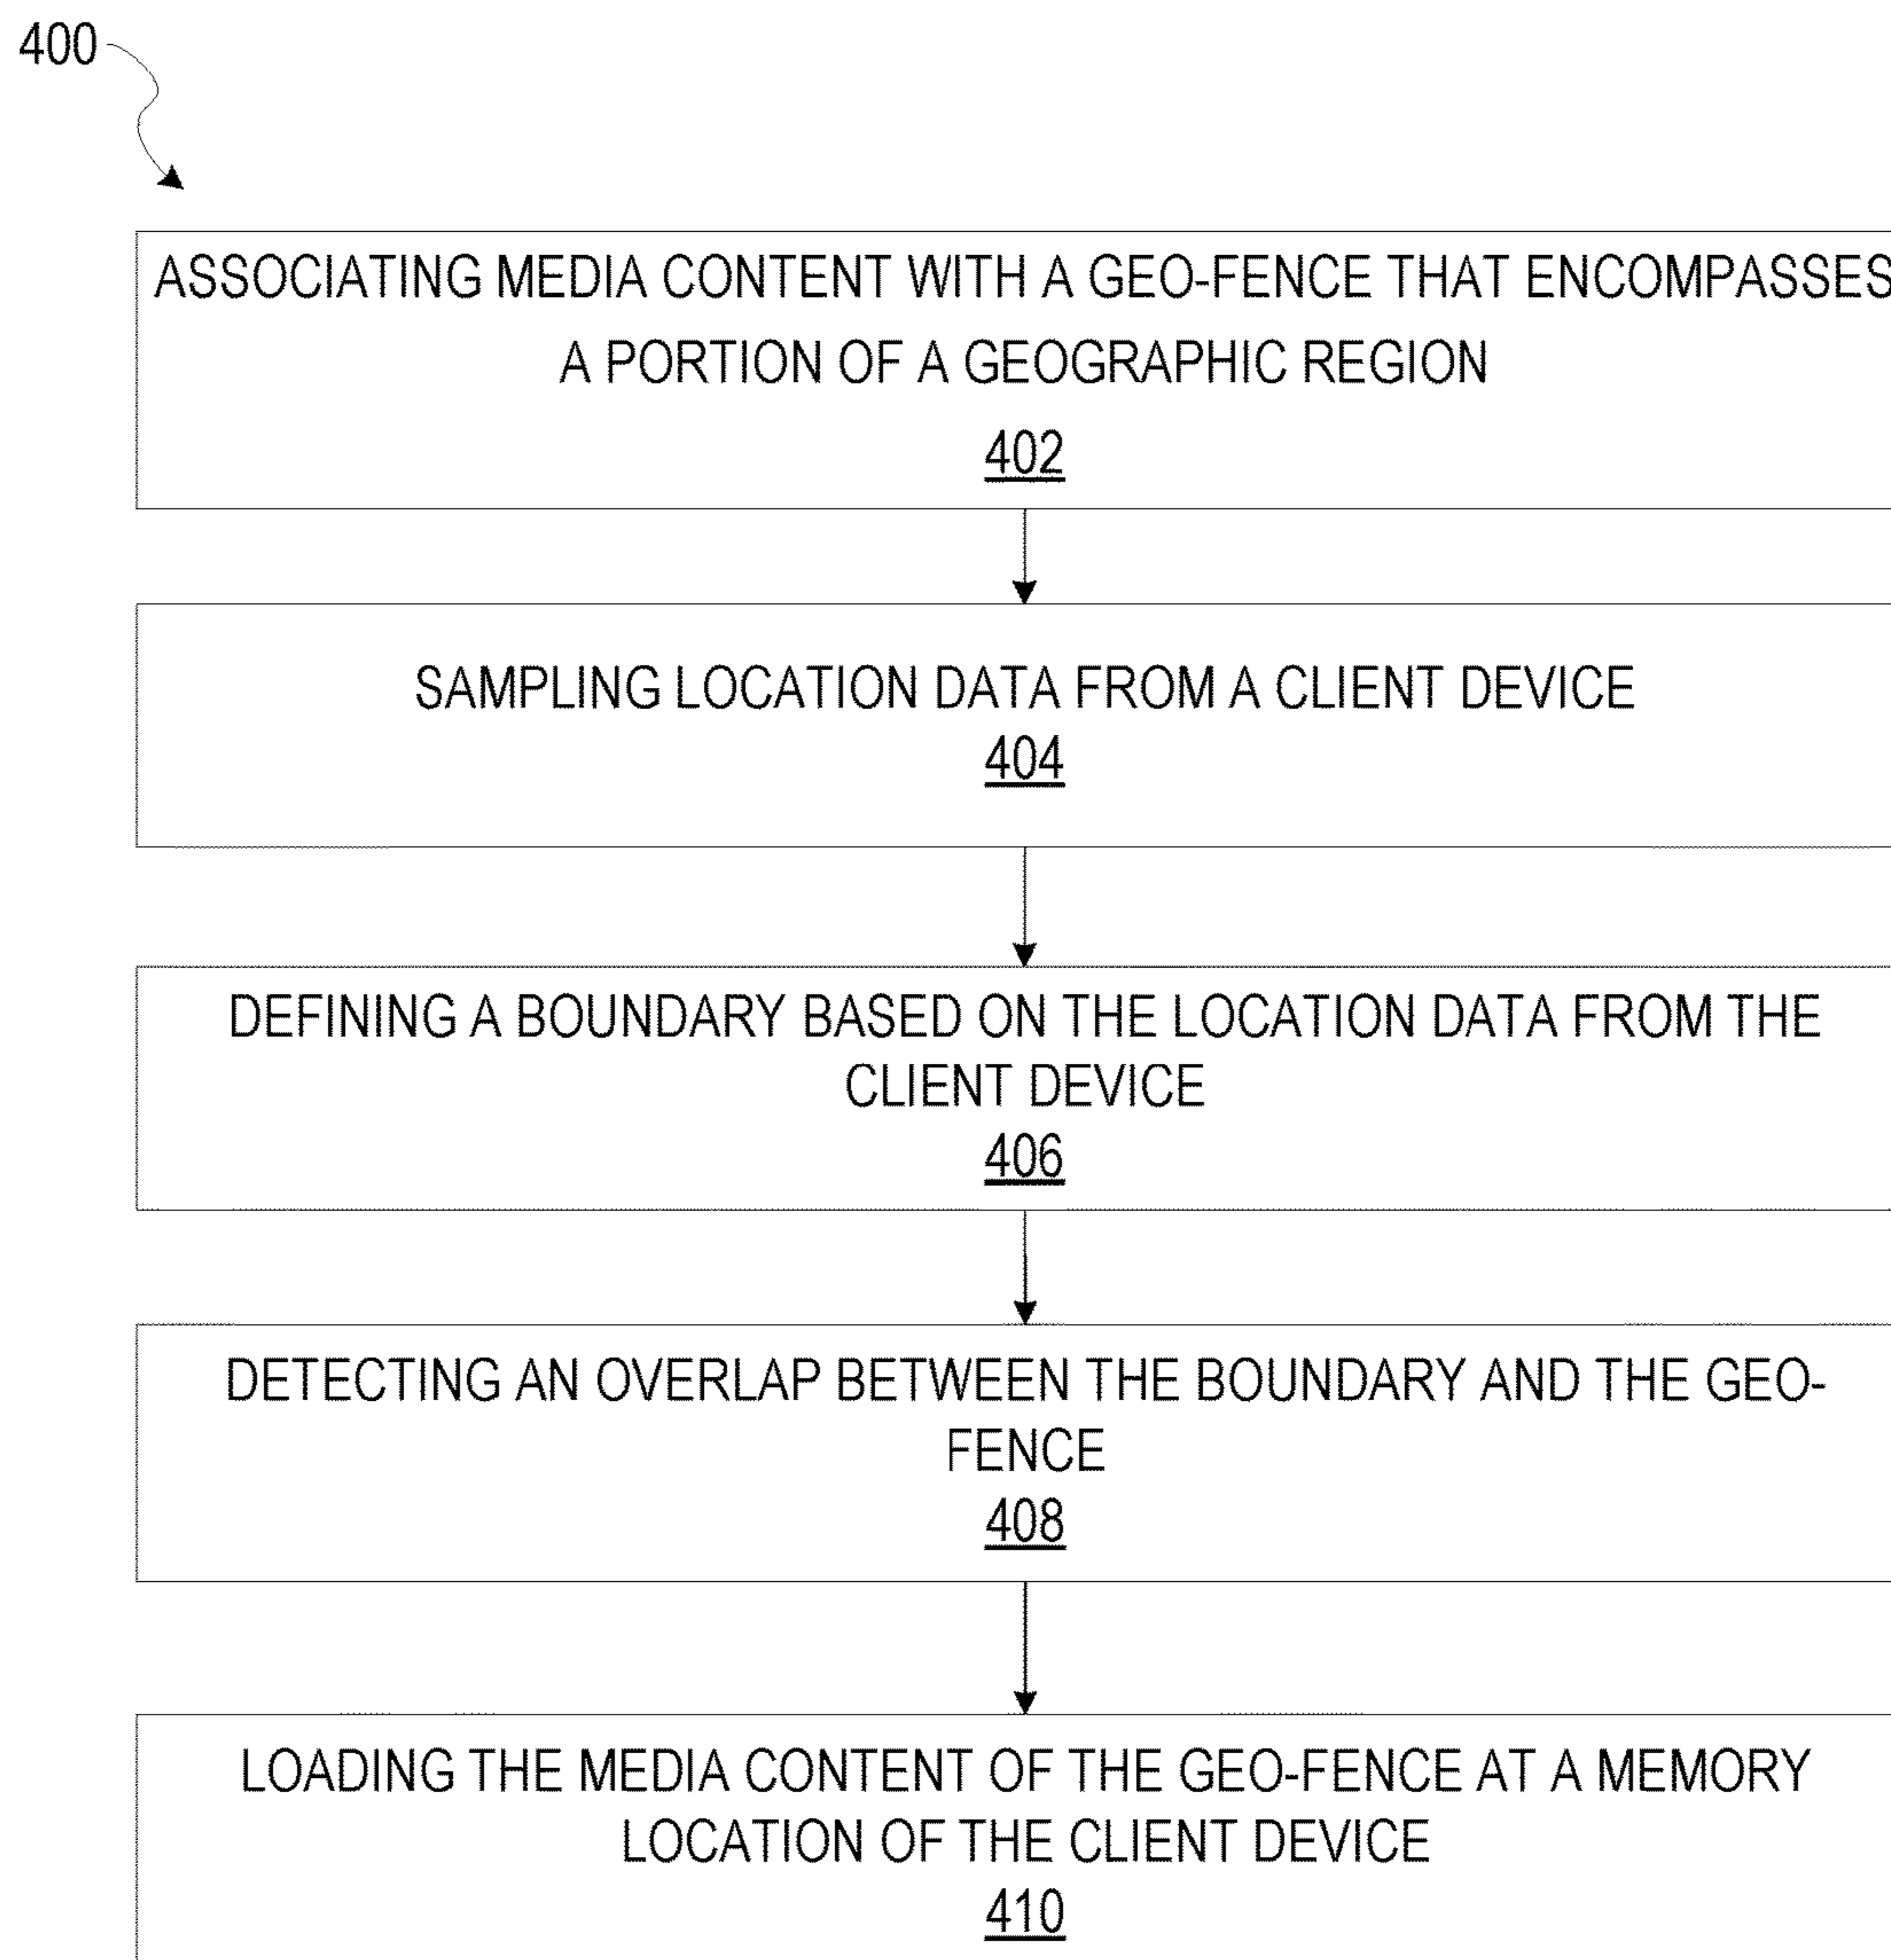 400
ASSOCIATING MEDIA CONTENT WITH A GEO-FENCE THAT ENCOMPASSES
A PORTION OF A GEOGRAPHIC REGION
402
SAMPLING LOCATION DATA FROM A CLIENT DEVICE
404
DEFINING A BOUNDARY BASED ON THE LOCATION DATA FROM THE
CLIENT DEVICE
406
DETECTING AN OVERLAP BETWEEN THE BOUNDARY AND THE GEO-
FENCE
408
LOADING THE MEDIA CONTENT OF THE GEO-FENCE AT A MEMORY
LOCATION OF THE CLIENT DEVICE
410